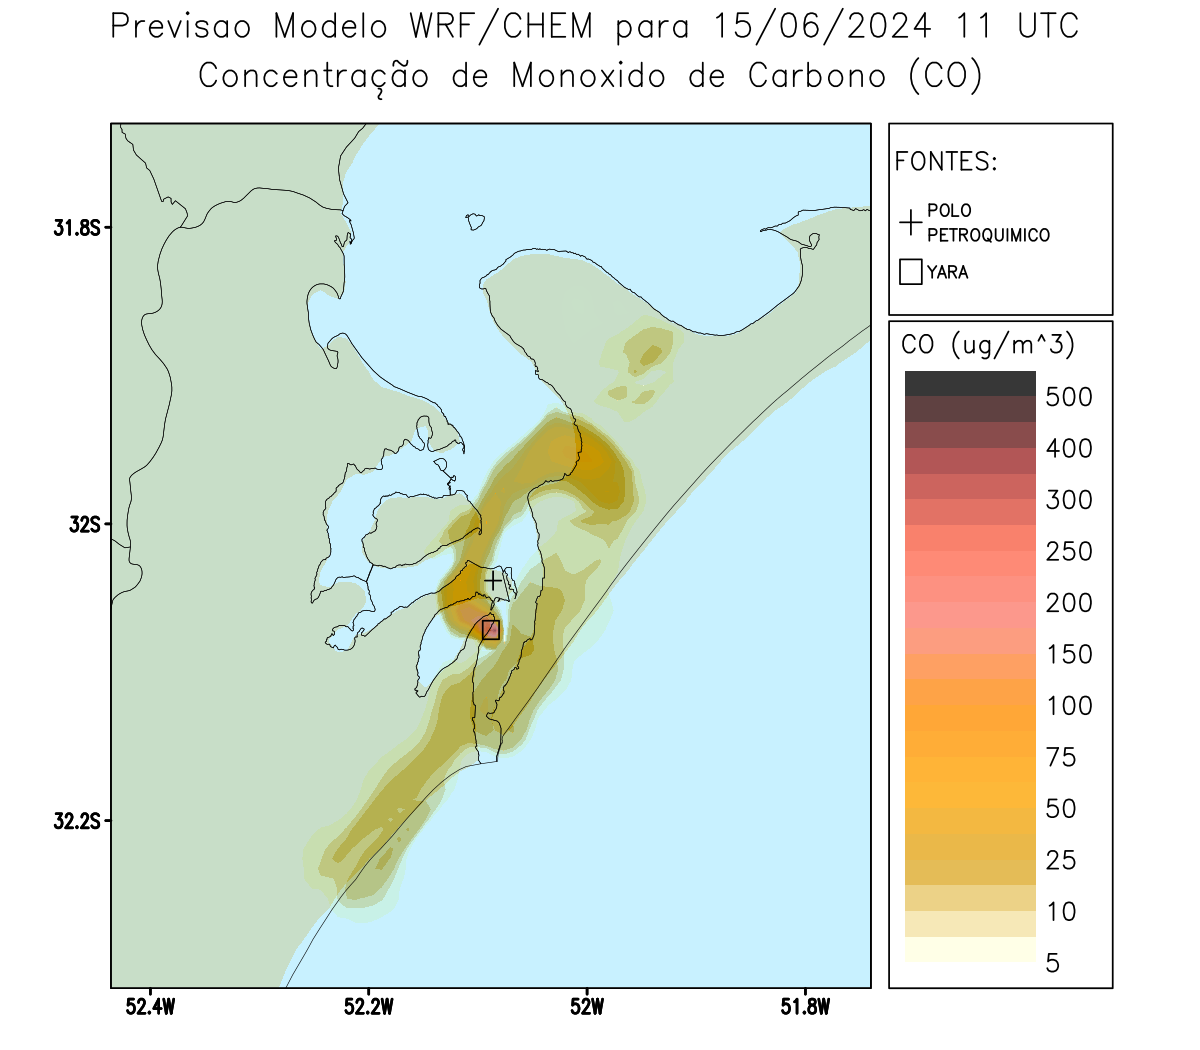 Previsao Modelo WRF/CHEM para 15/06/2024 11 UTC
Concentração de Monoxido de Carbono (CO)
FONTES:
POLO
PETROQUIMICO
YARA
CO (ug/m^3)
500
400
300
250
200
150
100
75
50
25
10
5
31.8S
32S
32.2S
52.4W
52.2W
52W
51.8W